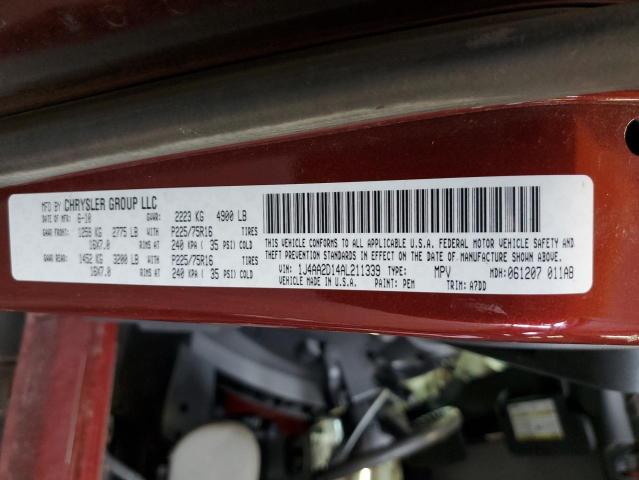 MFD BY CHRYSLER GROUP LLC
DATE OF MFR: 6-10 GVWR: 2223 KG 4900 LB
GAWR FRONT: 1259 KG 2775 LB P225/75R16 TIRES
16X7.0 RIMS AT 240 KPA ( 35 PSI) COLD
GAWR REAR: 1452 KG 3200 LB P225/75R16 TIRES
16X7.0 RIMS AT 240 KPA ( 35 PSI) COLD
THIS VEHICLE CONFORMS TO ALL APPLICABLE U.S.A. FEDERAL MOTOR VEHICLE SAFETY AND
THEFT PREVENTION STANDARDS IN EFFECT ON THE DATE OF MANUFACTURE SHOWN ABOVE.
VIN: 1J4AA2D14AL211339 TYPE: MPV MDH: 061207 011AB
VEHICLE MADE IN U.S.A. PAINT: PEM TRIM: A7DD